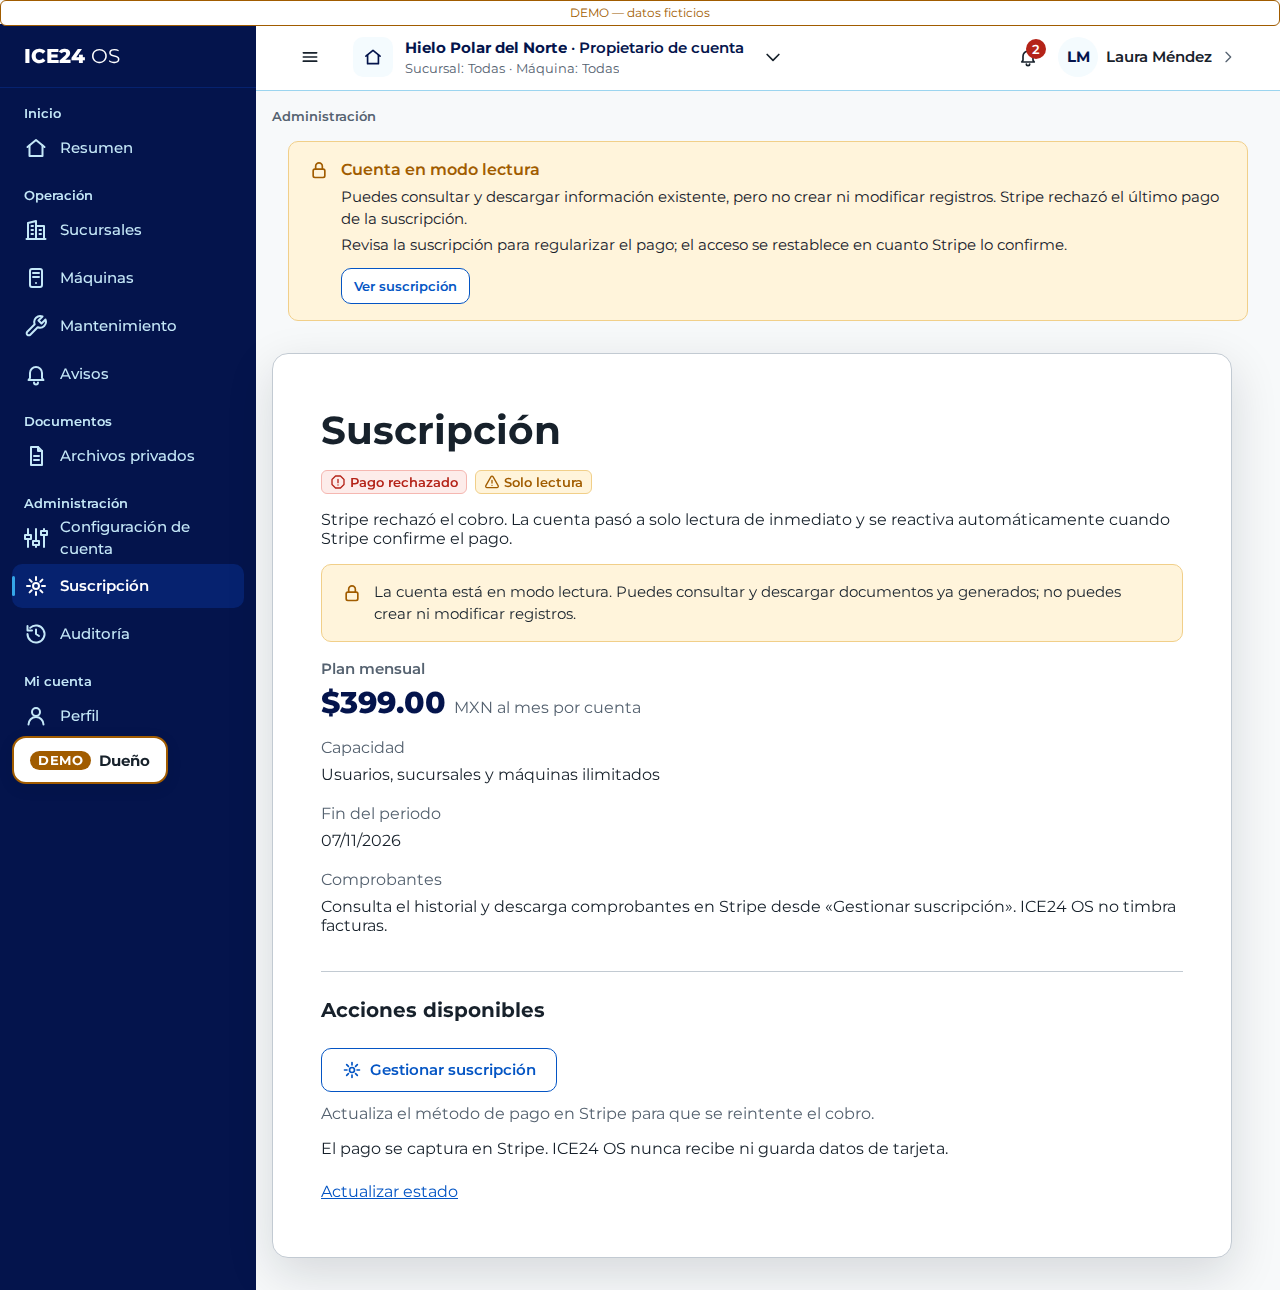 DEMO — datos ficticios
ICE24 OS
Inicio
Resumen
Operación
Sucursales
Máquinas
Mantenimiento
Avisos
Documentos
Archivos privados
Administración
Configuración de
cuenta
Suscripción
Auditoría
Mi cuenta
Perfil
DEMO Dueño
Hielo Polar del Norte · Propietario de cuenta
Sucursal: Todas · Máquina: Todas
2
LM Laura Méndez
Administración
Cuenta en modo lectura
Puedes consultar y descargar información existente, pero no crear ni modificar registros. Stripe rechazó el último pago
de la suscripción.
Revisa la suscripción para regularizar el pago; el acceso se restablece en cuanto Stripe lo confirme.
Ver suscripción
Suscripción
Pago rechazado
Solo lectura
Stripe rechazó el cobro. La cuenta pasó a solo lectura de inmediato y se reactiva automáticamente cuando
Stripe confirme el pago.
La cuenta está en modo lectura. Puedes consultar y descargar documentos ya generados; no puedes
crear ni modificar registros.
Plan mensual
$399.00 MXN al mes por cuenta
Capacidad
Usuarios, sucursales y máquinas ilimitados
Fin del periodo
07/11/2026
Comprobantes
Consulta el historial y descarga comprobantes en Stripe desde «Gestionar suscripción». ICE24 OS no timbra
facturas.
Acciones disponibles
Gestionar suscripción
Actualiza el método de pago en Stripe para que se reintente el cobro.
El pago se captura en Stripe. ICE24 OS nunca recibe ni guarda datos de tarjeta.
Actualizar estado